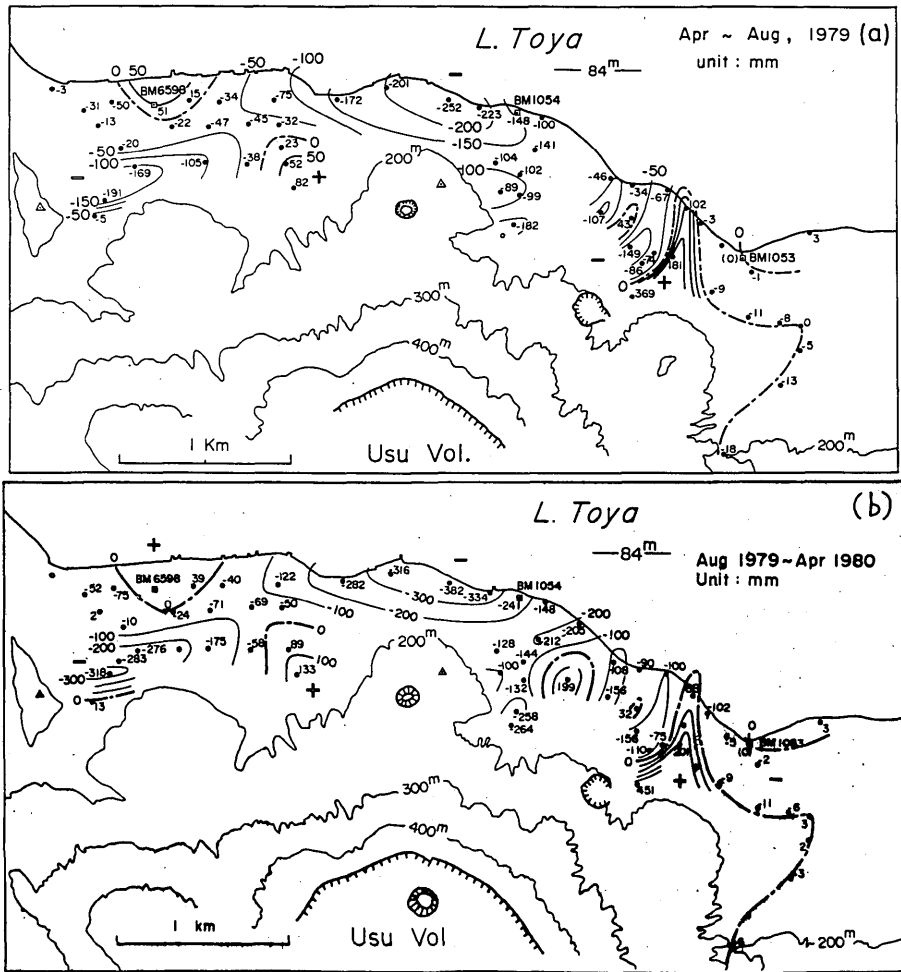 L. Toya
Apr ~ Aug, 1979 (a)
unit : mm
84m
0 50 -50 -100
-3 BM6598 15 -34 -75 -172 -201 -252 -223 BM1054
-31 -50 51 -148 -100
-13 -22 -47 -45 -32 -200 -141
-20 23 0 -150
-50 -38 52 50 200m -100 -104 -102
-100 -169 -105 -46 -34 -50
-191 82 + -89 -99 -67 102
-150 -107 43 -3
-50 -5 -182 0 3
-149 (0) BM1053
-86 181 -1
0 369 + -9
300m -11 -8 0
400m -5
-13
1 Km
Usu Vol.
-18 200m
L. Toya
(b)
84m
Aug 1979~Apr 1980
Unit : mm
0 +
-52 -75 BM6598 39 -40 -122 -282 -316 -382 -334 BM1054
2 0 -24 -71 -69 -50 -100 -300 -24 -148
-10 -200 -200
-100 0 200m -128 -212 -205 -100
-200 -276 -175 -58 89 -144
-283 100 -100 -108 -90 -100
-318 133 -132 199 -156
-300 + -258 32 -102
0 13 264 -156 0 3
-110 -75 -5 (0) BM1053
0 -2
451 + -9 -
300m 11 -6 3
400m 2
-3
1 km
Usu Vol
200m